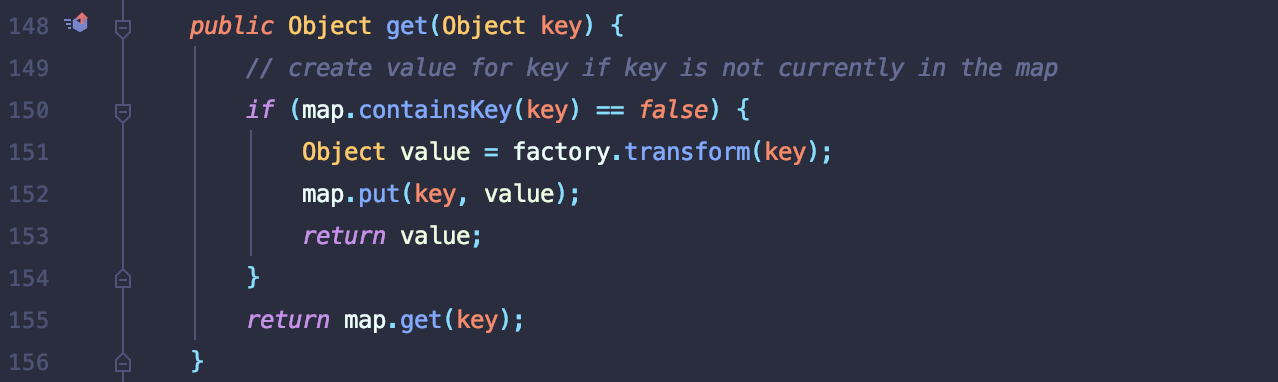 148 public Object get(Object key) {
149 // create value for key if key is not currently in the map
150 if (map.containsKey(key) == false) {
151 Object value = factory.transform(key);
152 map.put(key, value);
153 return value;
154 }
155 return map.get(key);
156 }